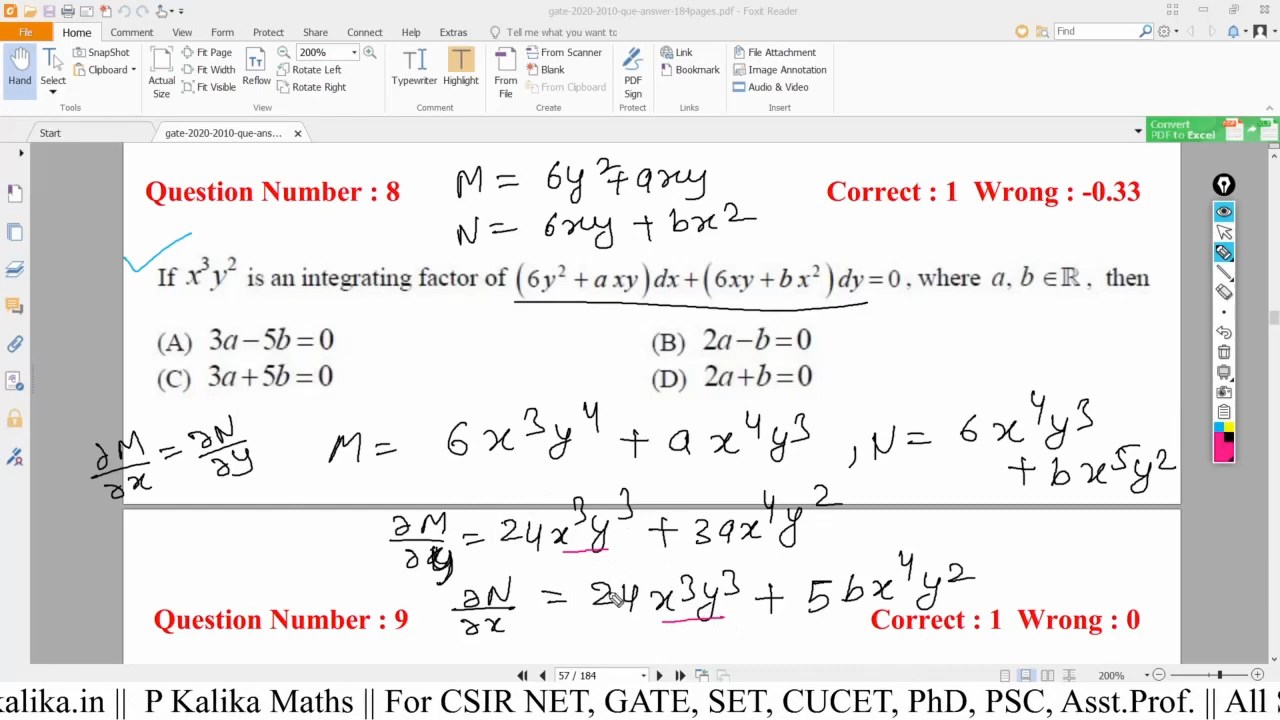 gate-2020-2010-que-answer-184pages.pdf - Foxit Reader
File Home Comment View Form Protect Share Connect Help Extras Tell me what you want to Find
Hand Select SnapShot Clipboard Actual Size Fit Page Fit Width Fit Visible Reflow 200% Rotate Left Rotate Right Typewriter Highlight From File From Scanner Blank From Clipboard PDF Sign Link Bookmark File Attachment Image Annotation Audio & Video
Tools View Comment Create Protect Links Insert
Start gate-2020-2010-que-answ... Convert PDF to Excel
M = 6y² + axy
Question Number : 8 Correct : 1 Wrong : -0.33
N = 6xy + bx²
If x³y² is an integrating factor of (6y² + a xy)dx + (6xy + b x²)dy = 0, where a, b ∈ ℝ, then
(A) 3a − 5b = 0 (B) 2a − b = 0
(C) 3a + 5b = 0 (D) 2a + b = 0
∂M/∂x = ∂N/∂y M = 6x³y⁴ + ax⁴y³, N = 6x⁴y³ + bx⁵y²
∂M/∂y = 24x³y³ + 3ax⁴y²
∂N/∂x = 24x³y³ + 5bx⁴y²
Question Number : 9 Correct : 1 Wrong : 0
57 / 184 200%
kalika.in || P Kalika Maths || For CSIR NET, GATE, SET, CUCET, PhD, PSC, Asst.Prof. || All S